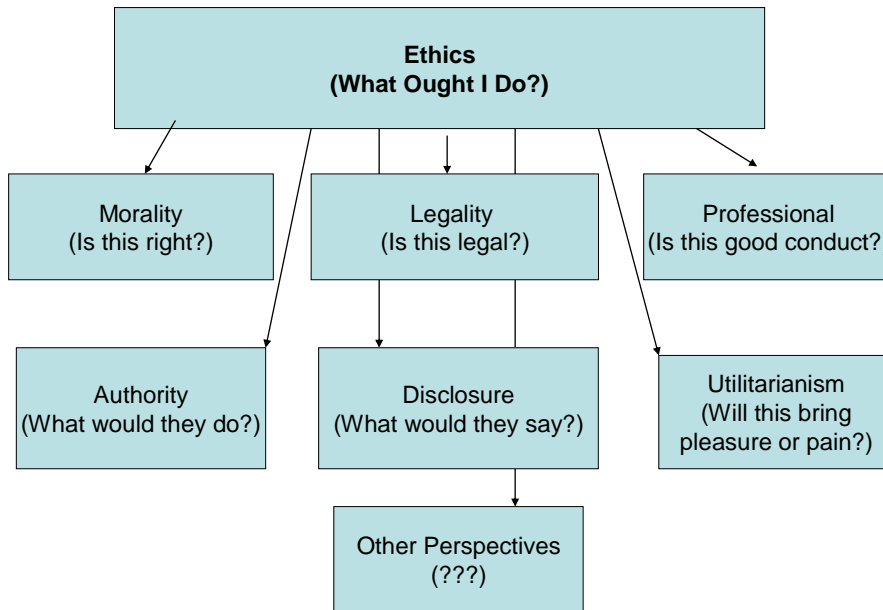 Ethics
(What Ought I Do?)
Morality
(Is this right?)
Legality
(Is this legal?)
Professional
(Is this good conduct?
Authority
(What would they do?)
Disclosure
(What would they say?)
Utilitarianism
(Will this bring
pleasure or pain?)
Other Perspectives
(???)